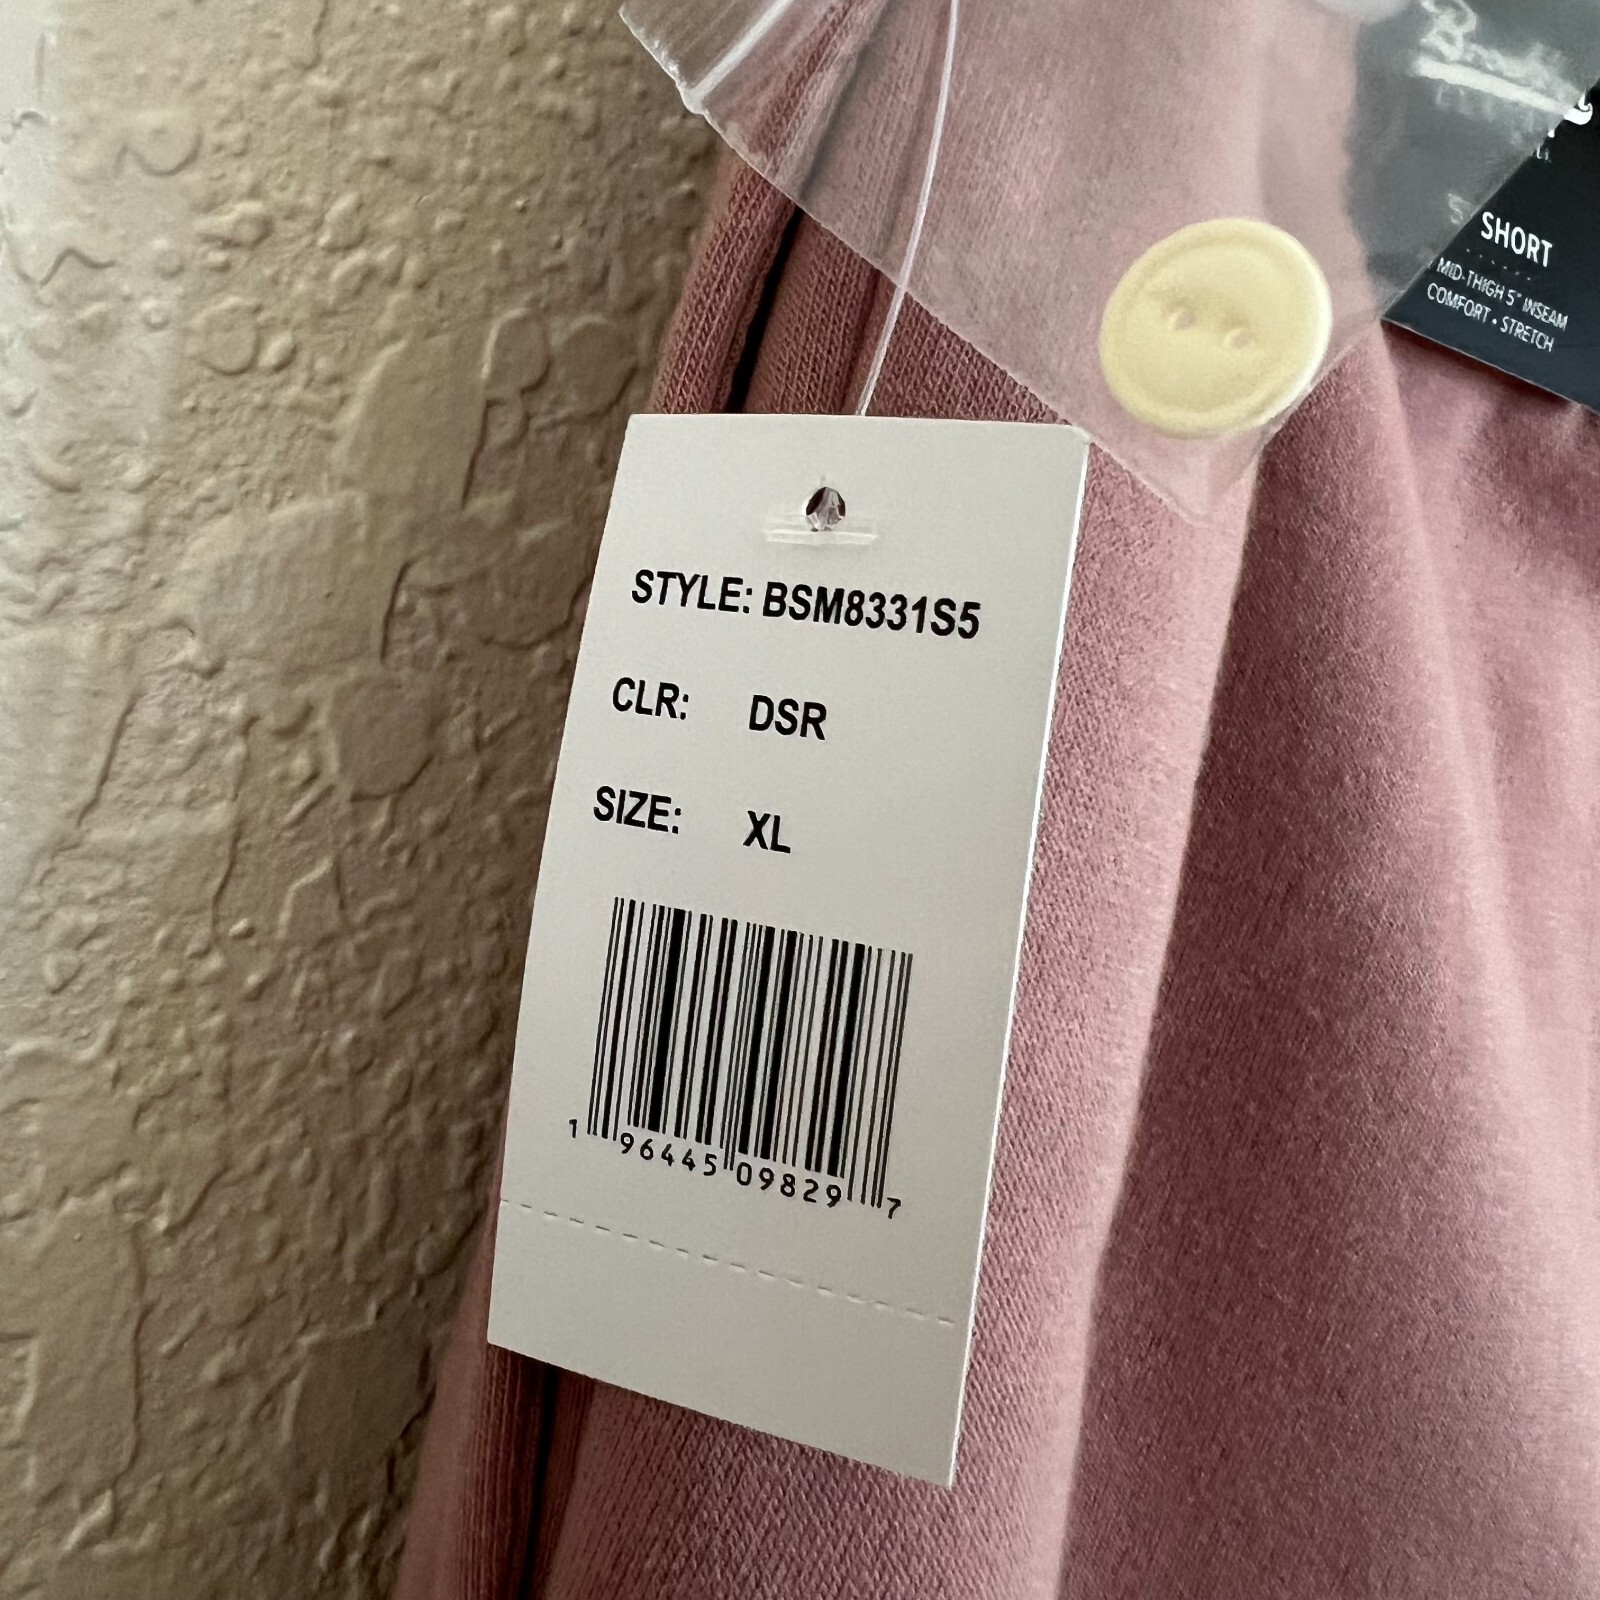 SHORT
MID-THIGH 5" INSEAM
COMFORT • STRETCH
STYLE: BSM8331S5
CLR: DSR
SIZE: XL
1 96445 09829 7